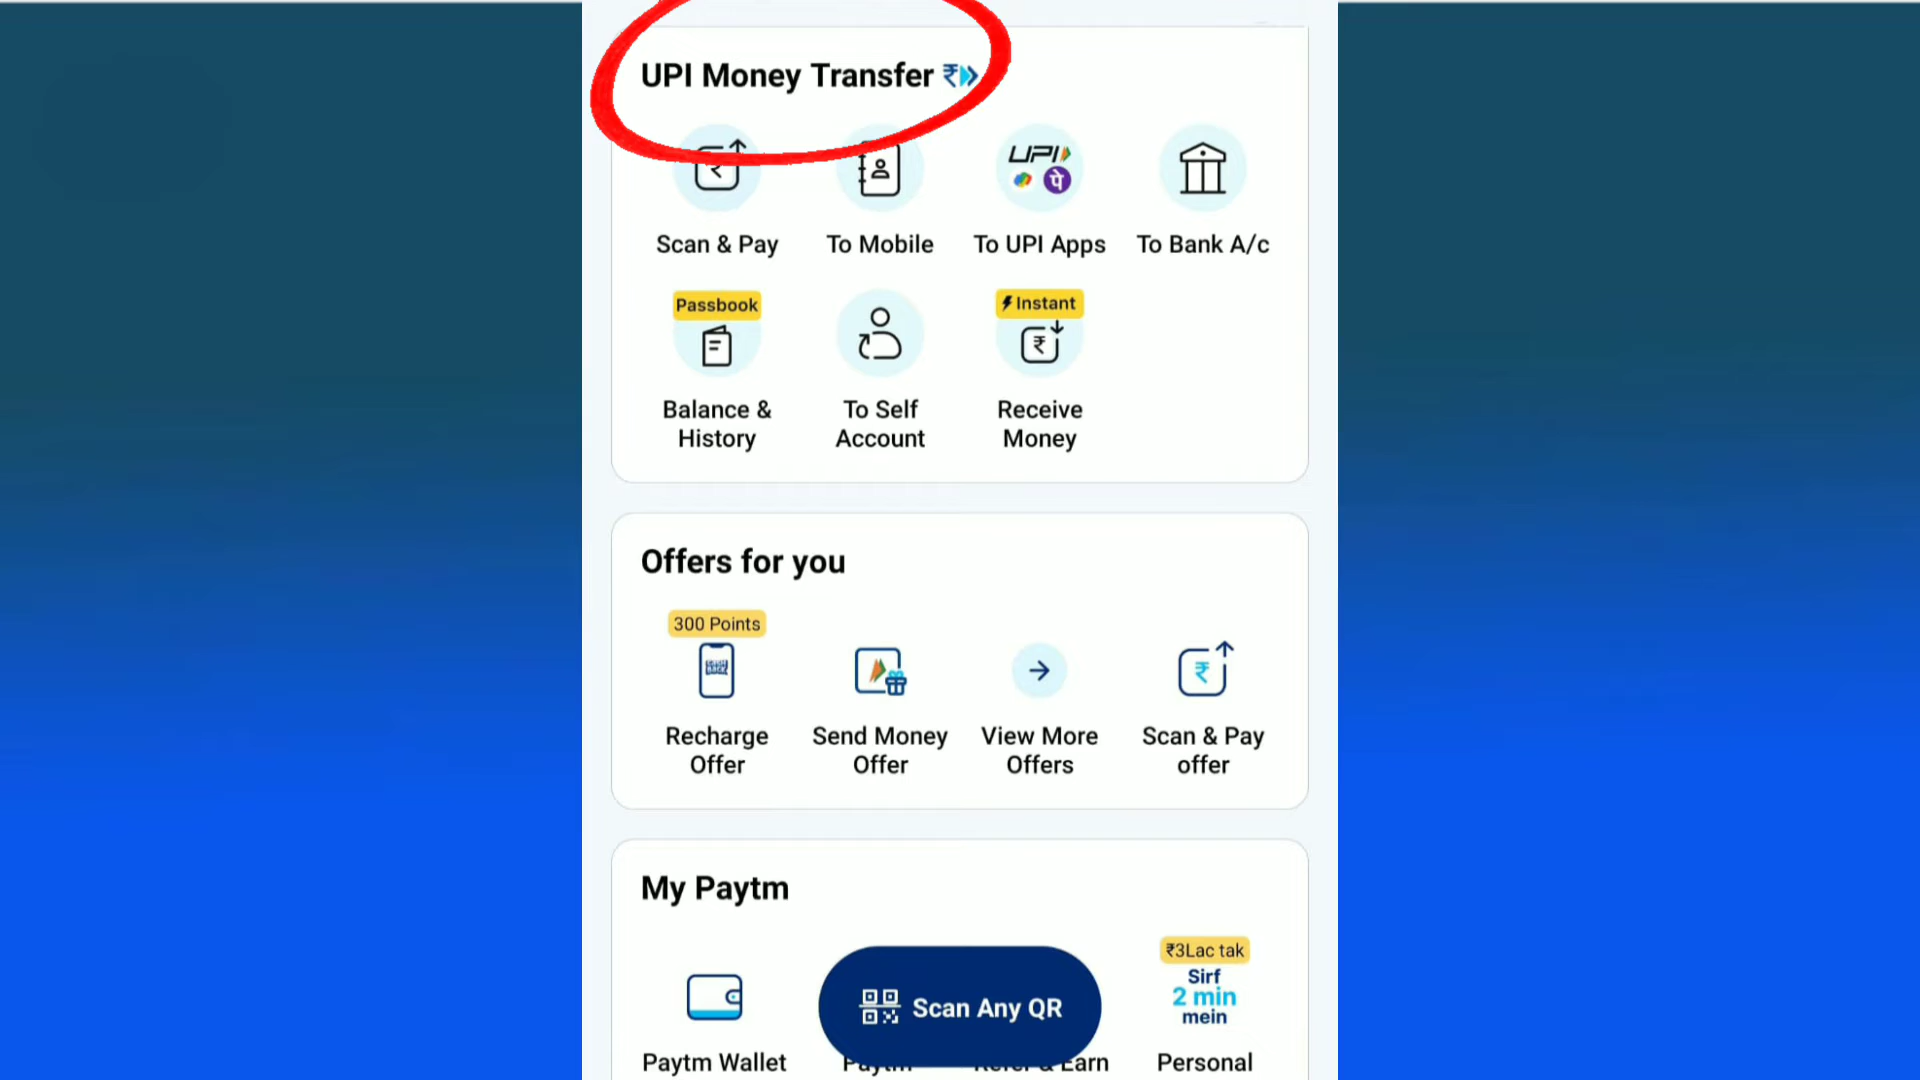 UPI Money Transfer ₹
UPI
पे
Scan & Pay
To Mobile
To UPI Apps
To Bank A/c
Passbook
Instant
Balance &
History
To Self
Account
Receive
Money
Offers for you
300 Points
Recharge
Offer
Send Money
Offer
View More
Offers
Scan & Pay
offer
My Paytm
₹3Lac tak
Sirf
2 min
mein
Scan Any QR
Paytm Wallet
Paytm
Refer & Earn
Personal